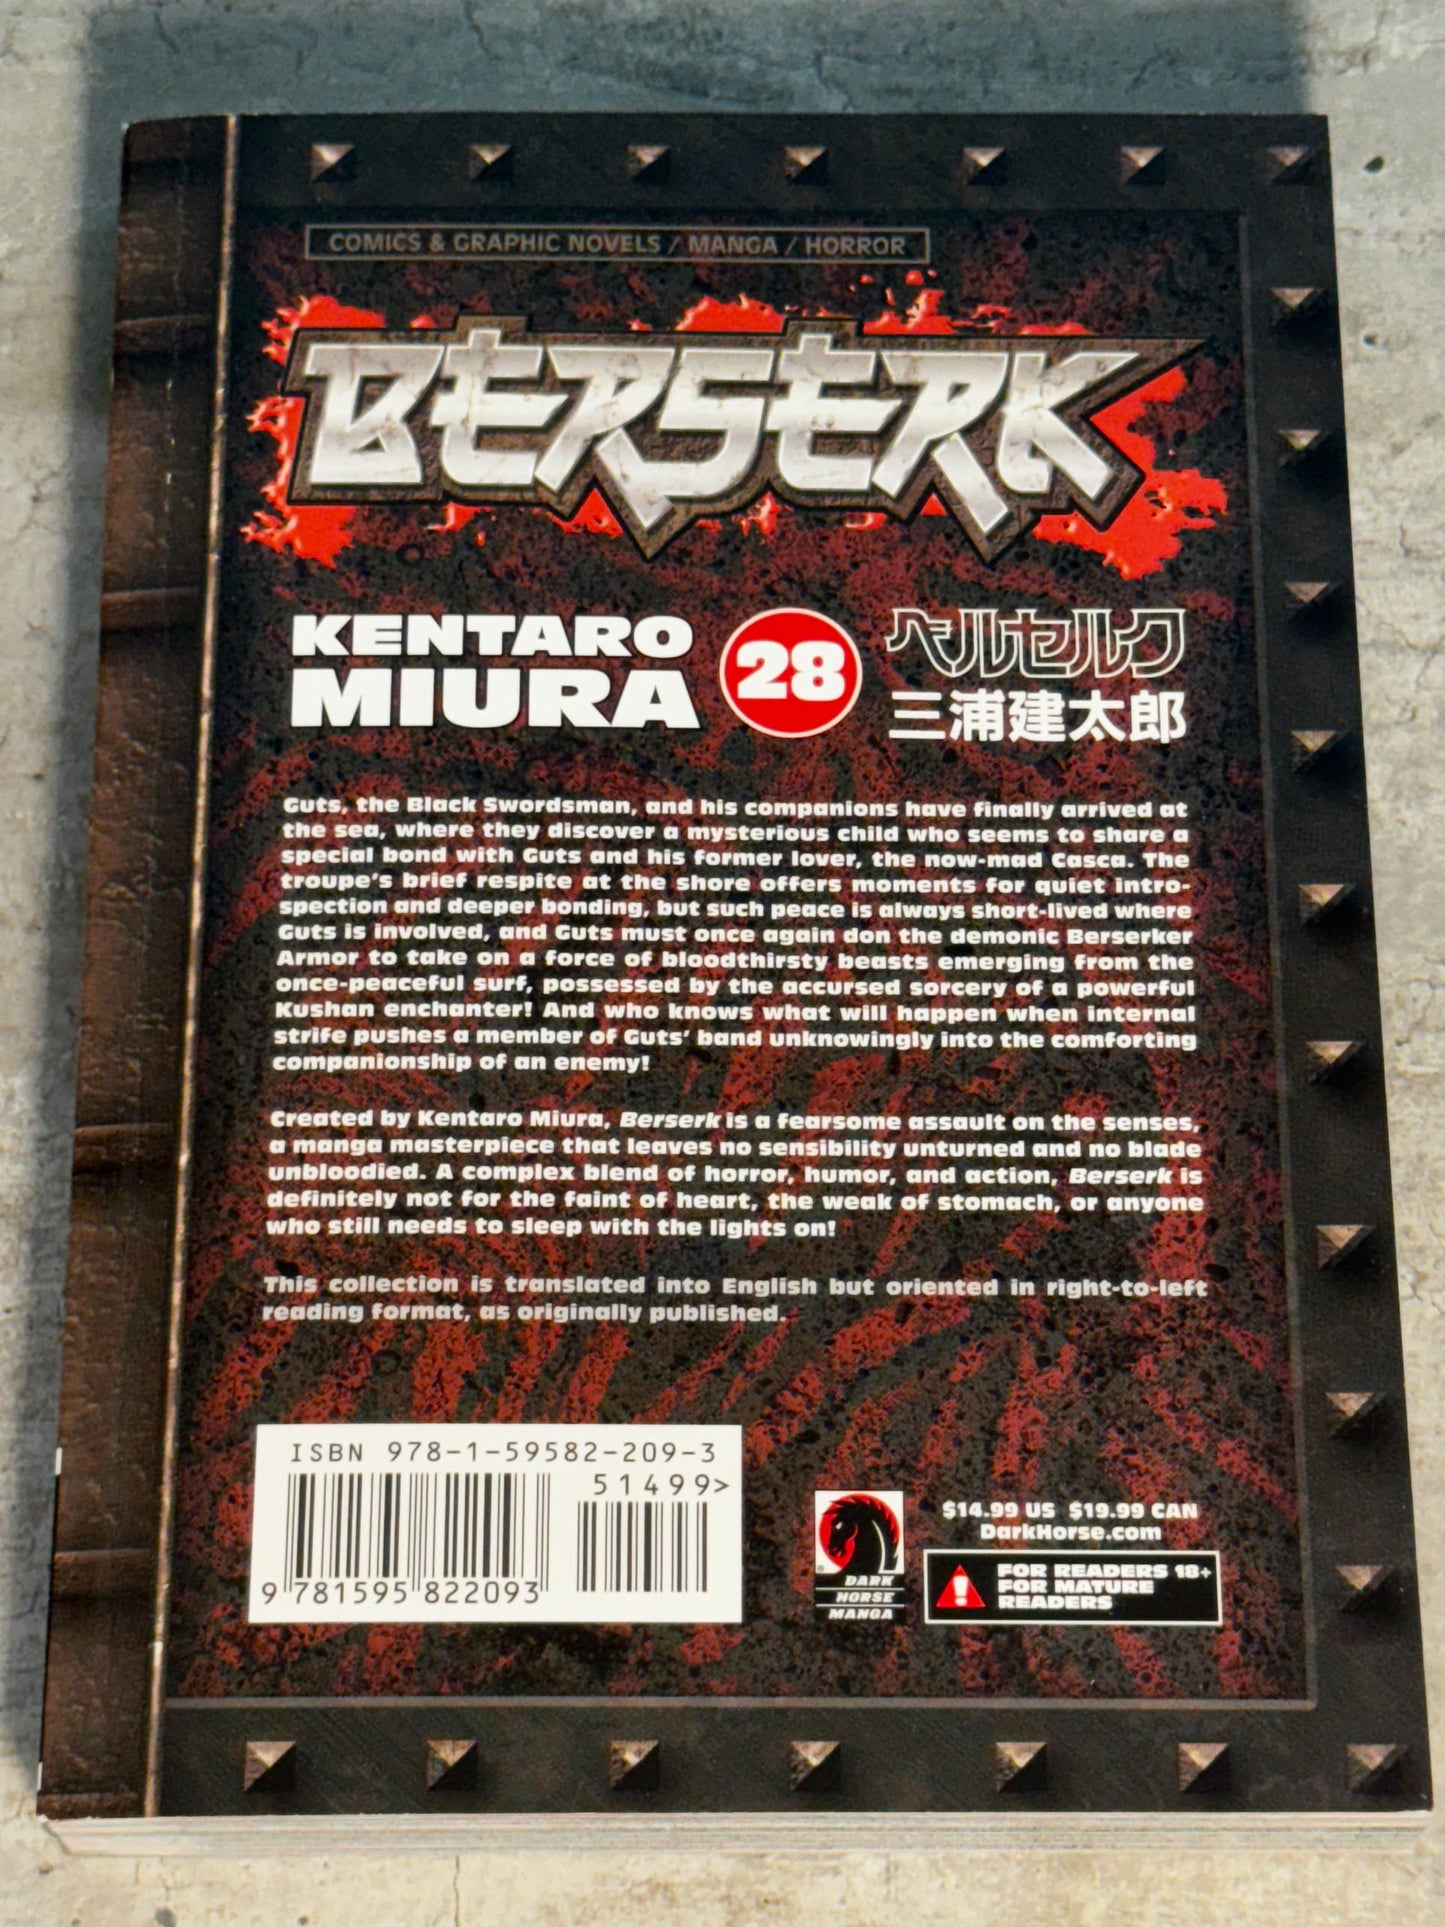 COMICS & GRAPHIC NOVELS / MANGA / HORROR
BERSERK
KENTARO
MIURA
28
ベルセルク
三浦建太郎
Guts, the Black Swordsman, and his companions have finally arrived at
the sea, where they discover a mysterious child who seems to share a
special bond with Guts and his former lover, the now-mad Casca. The
troupe's brief respite at the shore offers moments for quiet intro-
spection and deeper bonding, but such peace is always short-lived where
Guts is involved, and Guts must once again don the demonic Berserker
Armor to take on a force of bloodthirsty beasts emerging from the
once-peaceful surf, possessed by the accursed sorcery of a powerful
Kushan enchanter! And who knows what will happen when internal
strife pushes a member of Guts' band unknowingly into the comforting
companionship of an enemy!
Created by Kentaro Miura, Berserk is a fearsome assault on the senses,
a manga masterpiece that leaves no sensibility unturned and no blade
unbloodied. A complex blend of horror, humor, and action, Berserk is
definitely not for the faint of heart, the weak of stomach, or anyone
who still needs to sleep with the lights on!
This collection is translated into English but oriented in right-to-left
reading format, as originally published.
ISBN 978-1-59582-209-3
51499>
9 781595 822093
DARK
HORSE
MANGA
$14.99 US $19.99 CAN
DarkHorse.com
FOR READERS 18+
FOR MATURE
READERS